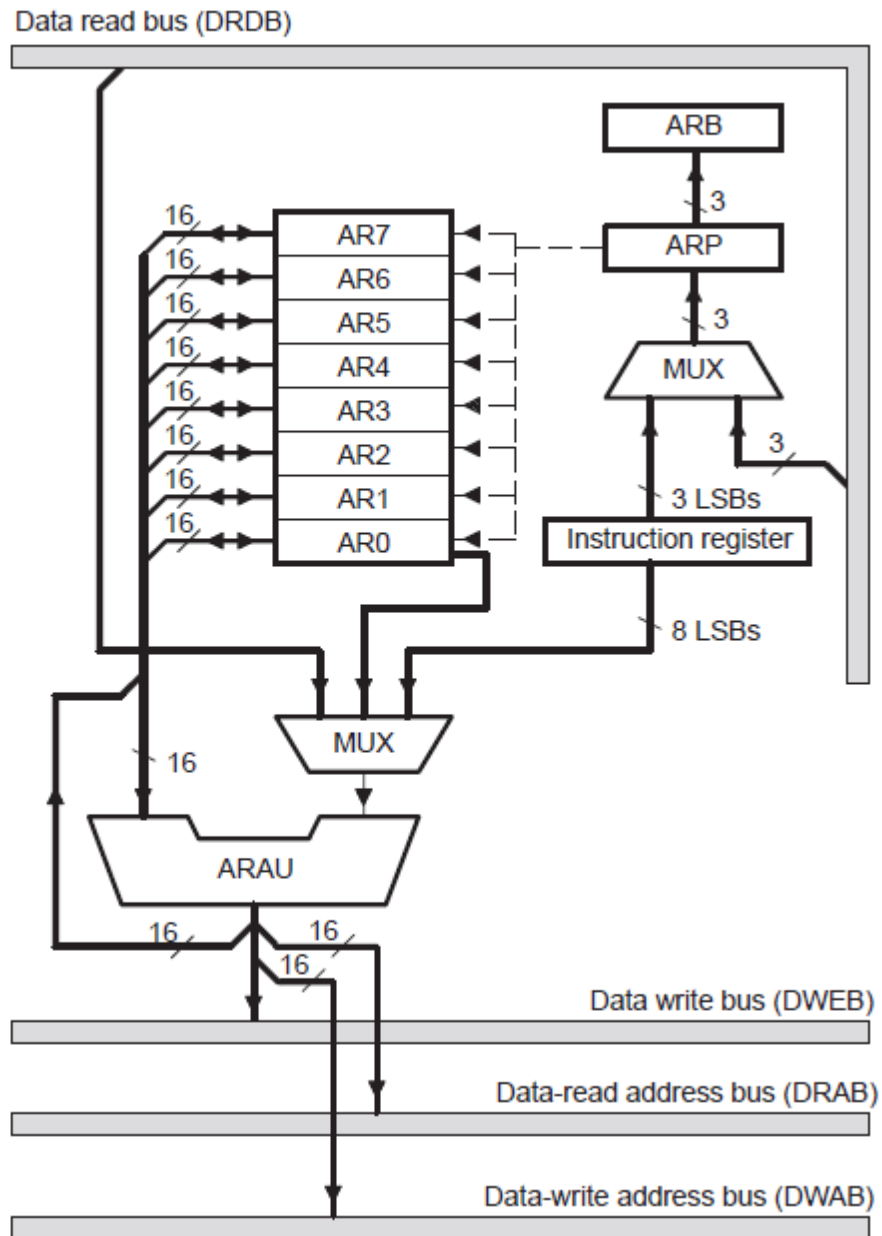 Data read bus (DRDB)
ARB
3
16
AR7
ARP
16
AR6
16
AR5
3
16
AR4
MUX
16
AR3
16
AR2
3
16
AR1
3 LSBs
16
AR0
Instruction register
8 LSBs
MUX
16
ARAU
16
16
16
Data write bus (DWEB)
Data-read address bus (DRAB)
Data-write address bus (DWAB)